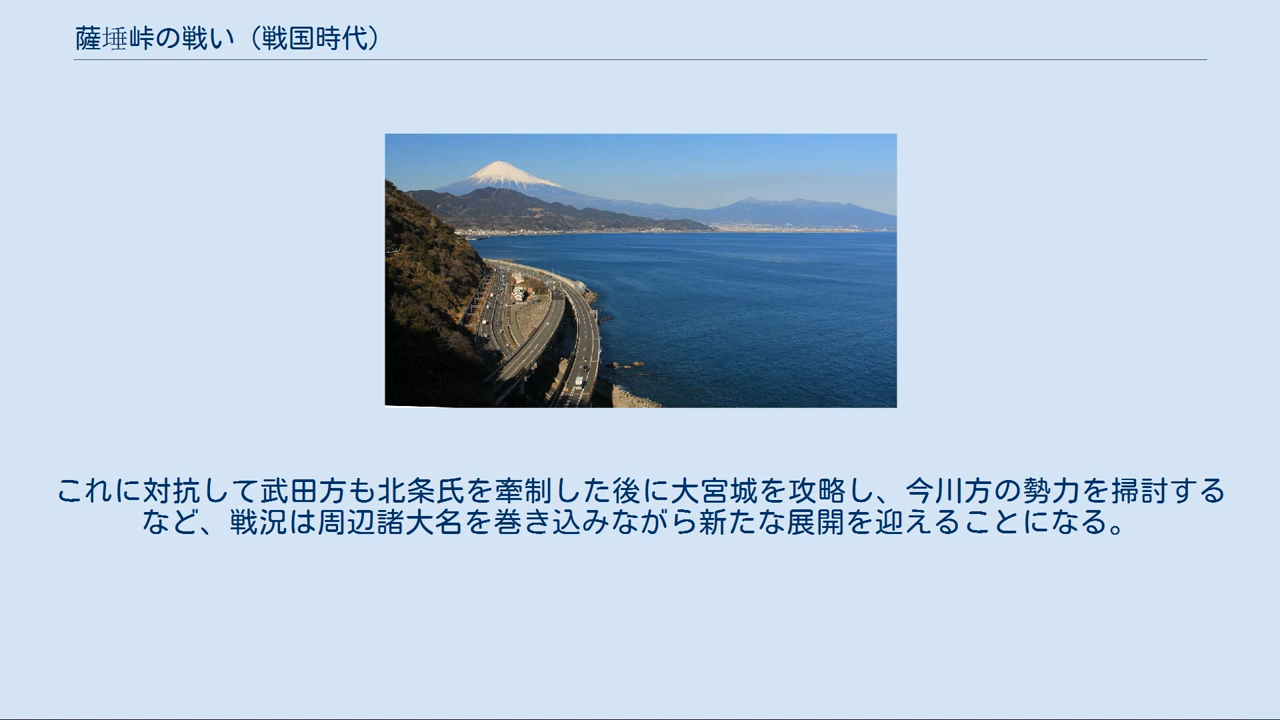 薩埵峠の戦い（戦国時代）
これに対抗して武田方も北条氏を牽制した後に大宮城を攻略し、今川方の勢力を掃討する
など、戦況は周辺諸大名を巻き込みながら新たな展開を迎えることになる。